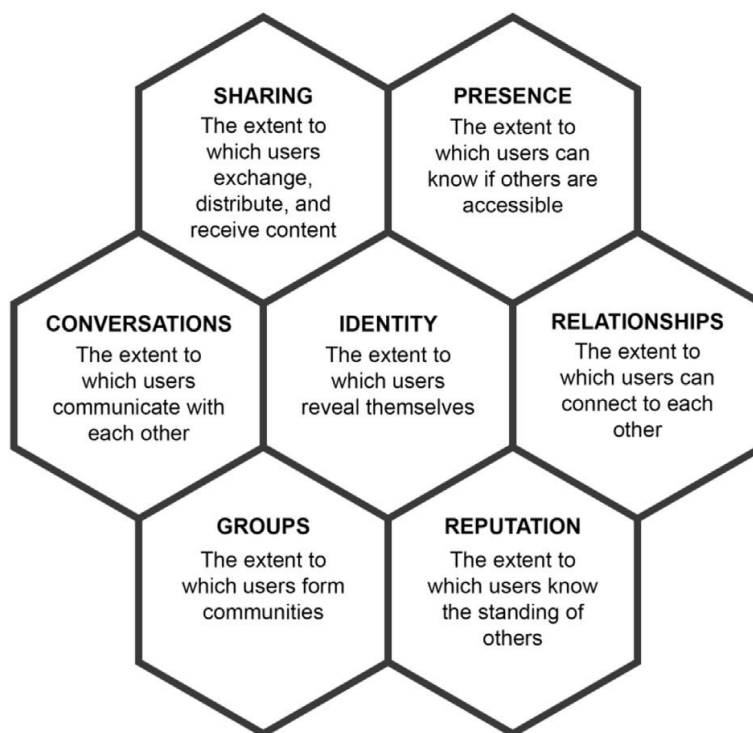 SHARING
The extent to
which users
exchange,
distribute, and
receive content
PRESENCE
The extent to
which users can
know if others are
accessible
CONVERSATIONS
The extent to
which users
communicate with
each other
IDENTITY
The extent to
which users
reveal themselves
RELATIONSHIPS
The extent to
which users can
connect to each
other
GROUPS
The extent to
which users form
communities
REPUTATION
The extent to
which users know
the standing of
others